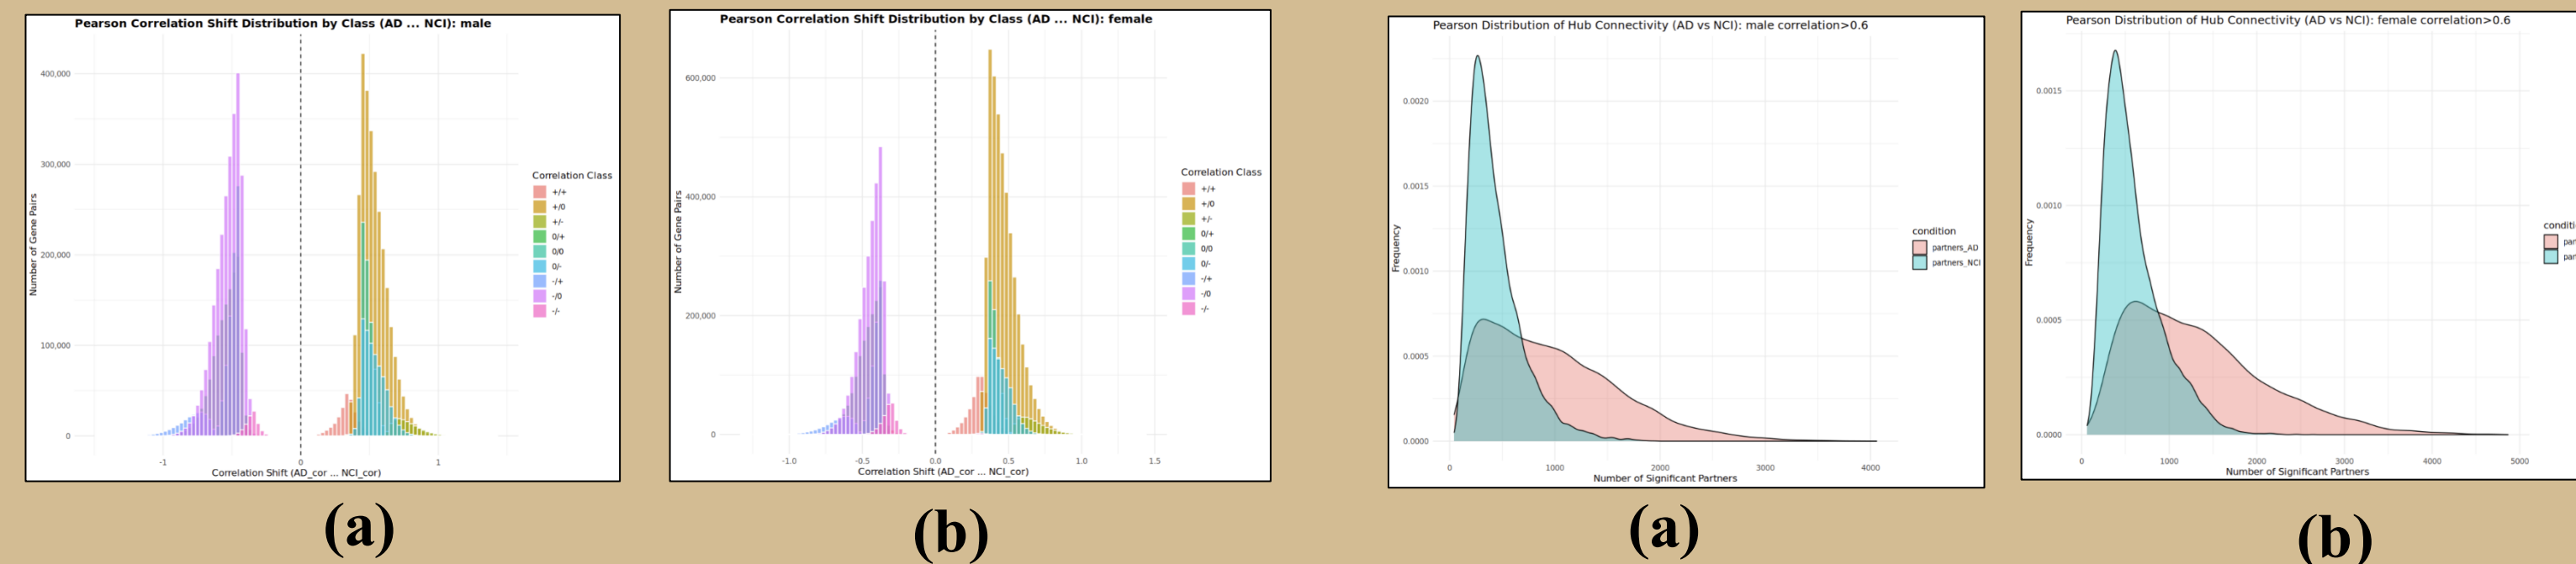 Pearson Correlation Shift Distribution by Class (AD ... NCI): male
Number of Gene Pairs
400,000
300,000
200,000
100,000
0
-1
0
1
Correlation Shift (AD_cor ... NCI_cor)
Correlation Class
+/+
+/0
+/-
0/+
0/0
0/-
-/+
-/0
-/-
(a)
Pearson Correlation Shift Distribution by Class (AD ... NCI): female
Number of Gene Pairs
600,000
400,000
200,000
0
-1.0
-0.5
0.0
0.5
1.0
1.5
Correlation Shift (AD_cor ... NCI_cor)
Correlation Class
+/+
+/0
+/-
0/+
0/0
0/-
-/+
-/0
-/-
(b)
Pearson Distribution of Hub Connectivity (AD vs NCI): male correlation>0.6
Frequency
0.0020
0.0015
0.0010
0.0005
0.0000
0
1000
2000
3000
4000
Number of Significant Partners
condition
partners_AD
partners_NCI
(a)
Pearson Distribution of Hub Connectivity (AD vs NCI): female correlation>0.6
Frequency
0.0015
0.0010
0.0005
0.0000
0
1000
2000
3000
4000
5000
Number of Significant Partners
conditi
par
par
(b)